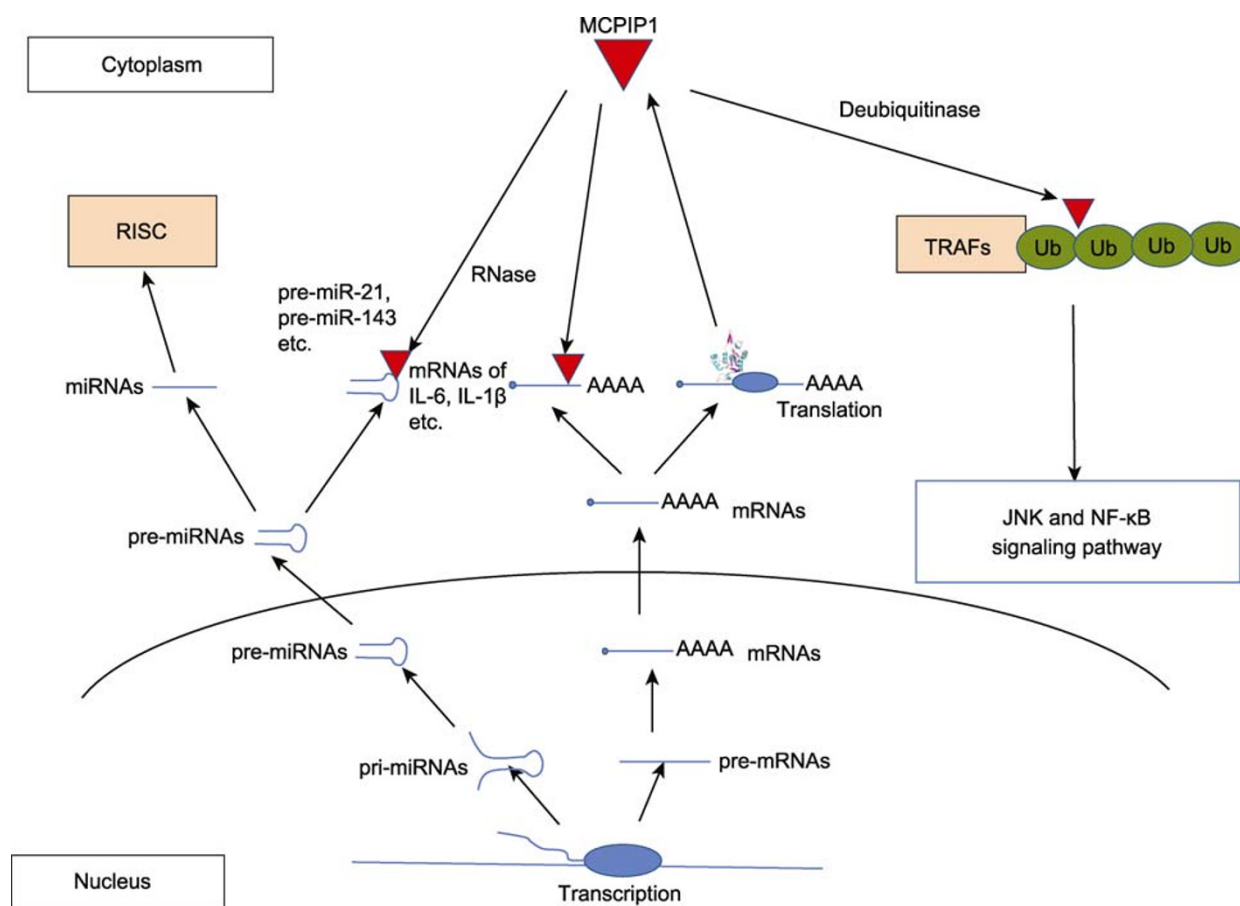 MCPIP1
Cytoplasm
Deubiquitinase
RISC
TRAFs
Ub
Ub
Ub
Ub
RNase
pre-miR-21,
pre-miR-143
etc.
mRNAs of
IL-6, IL-1β
etc.
miRNAs
AAAA
AAAA
Translation
AAAA
mRNAs
pre-miRNAs
JNK and NF-κB
signaling pathway
pre-miRNAs
AAAA
mRNAs
pri-miRNAs
pre-mRNAs
Transcription
Nucleus